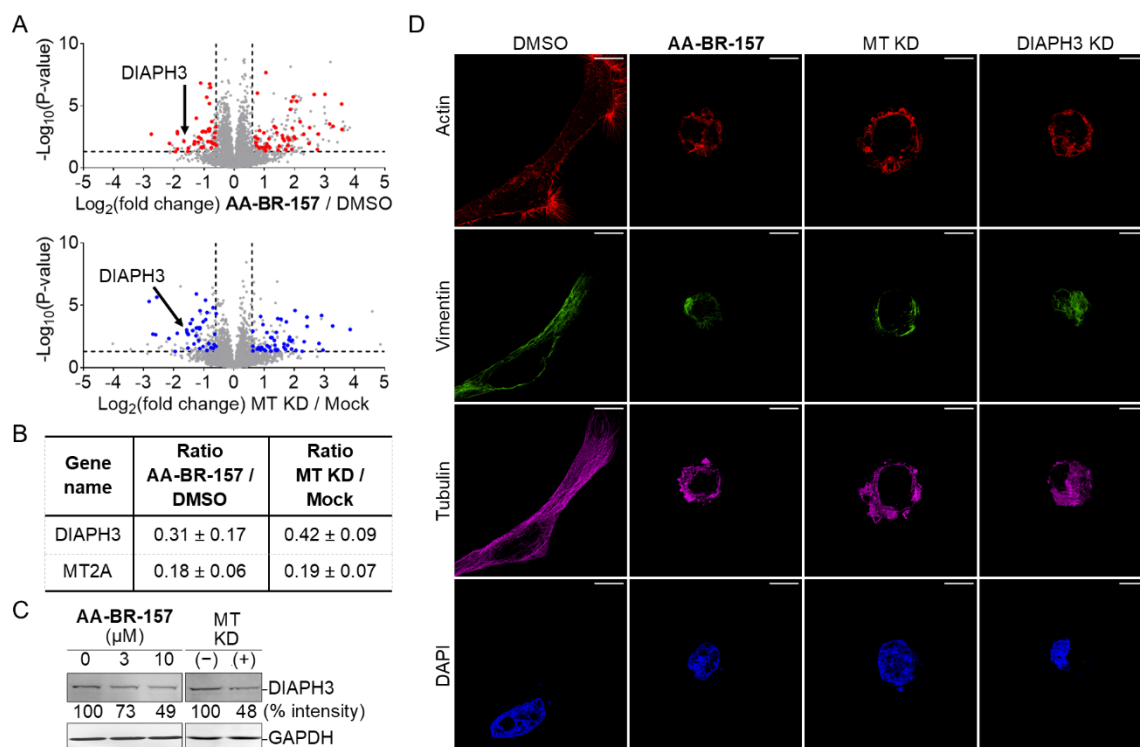 A
10
5
0
-Log10(P-value)
DIAPH3
-5 -4 -3 -2 -1 0 1 2 3 4 5
Log2(fold change) AA-BR-157 / DMSO
10
5
0
-Log10(P-value)
DIAPH3
-5 -4 -3 -2 -1 0 1 2 3 4 5
Log2(fold change) MT KD / Mock
B
Gene name
Ratio AA-BR-157 / DMSO
Ratio MT KD / Mock
DIAPH3 0.31 ± 0.17 0.42 ± 0.09
MT2A 0.18 ± 0.06 0.19 ± 0.07
C
AA-BR-157 (µM)
MT KD
0 3 10 (−) (+)
-DIAPH3
100 73 49 100 48 (% intensity)
-GAPDH
D
DMSO AA-BR-157 MT KD DIAPH3 KD
Actin
Vimentin
Tubulin
DAPI